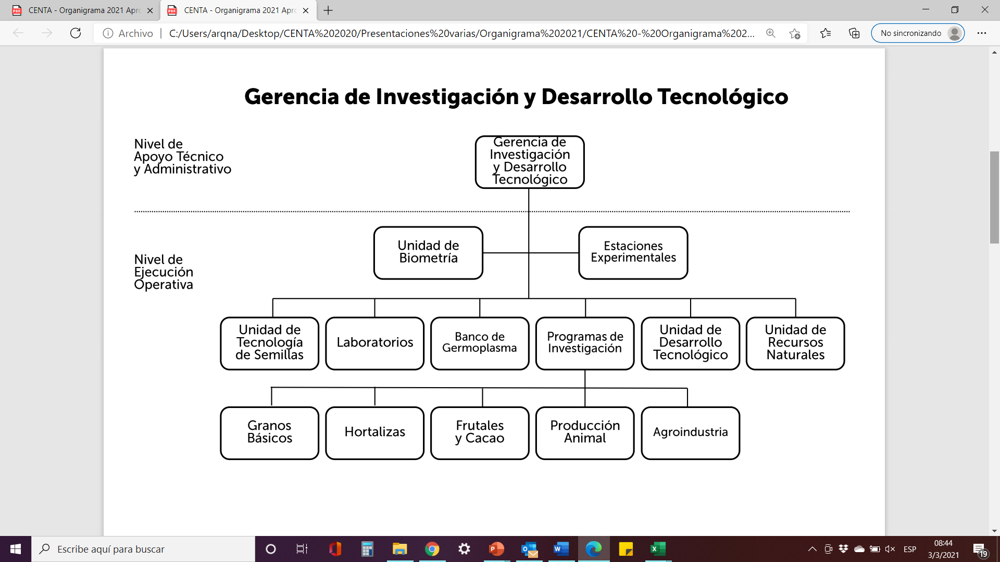 CENTA - Organigrama 2021 Apro
CENTA - Organigrama 2021 Apro
Archivo
C:/Users/arqna/Desktop/CENTA%202020/Presentaciones%20varias/Organigrama%202021/CENTA%20-%20Organigrama%202...
No sincronizando
Gerencia de Investigación y Desarrollo Tecnológico
Nivel de
Apoyo Técnico
y Administrativo
Gerencia de
Investigación
y Desarrollo
Tecnológico
Nivel de
Ejecución
Operativa
Unidad de
Biometría
Estaciones
Experimentales
Unidad de
Tecnología
de Semillas
Laboratorios
Banco de
Germoplasma
Programas de
Investigación
Unidad de
Desarrollo
Tecnológico
Unidad de
Recursos
Naturales
Granos
Básicos
Hortalizas
Frutales
y Cacao
Producción
Animal
Agroindustria
Escribe aquí para buscar
ESP
08:44
3/3/2021
19